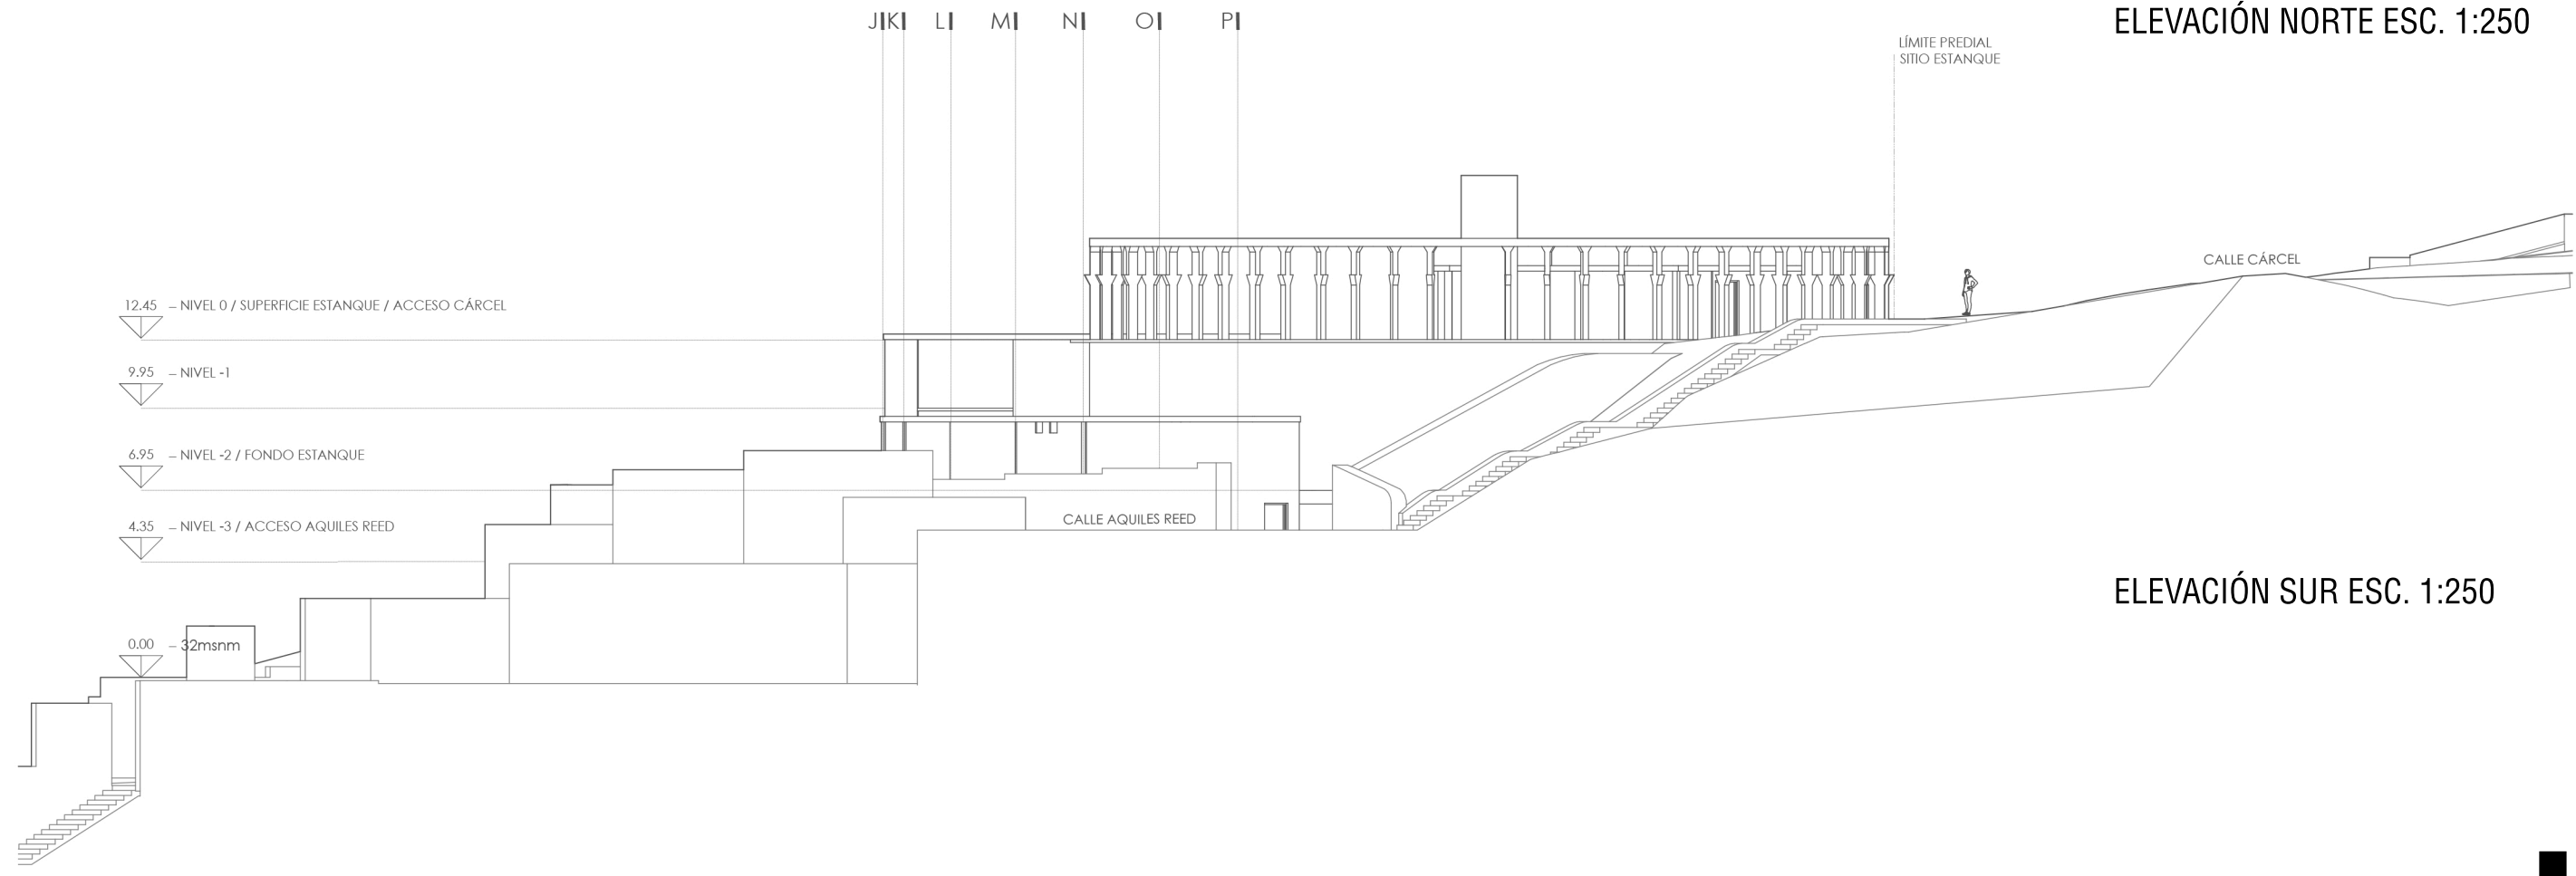 J K L M N O P
ELEVACIÓN NORTE ESC. 1:250
LÍMITE PREDIAL
SITIO ESTANQUE
CALLE CÁRCEL
12.45 – NIVEL 0 / SUPERFICIE ESTANQUE / ACCESO CÁRCEL
9.95 – NIVEL -1
6.95 – NIVEL -2 / FONDO ESTANQUE
4.35 – NIVEL -3 / ACCESO AQUILES REED
CALLE AQUILES REED
ELEVACIÓN SUR ESC. 1:250
0.00 – 32msnm